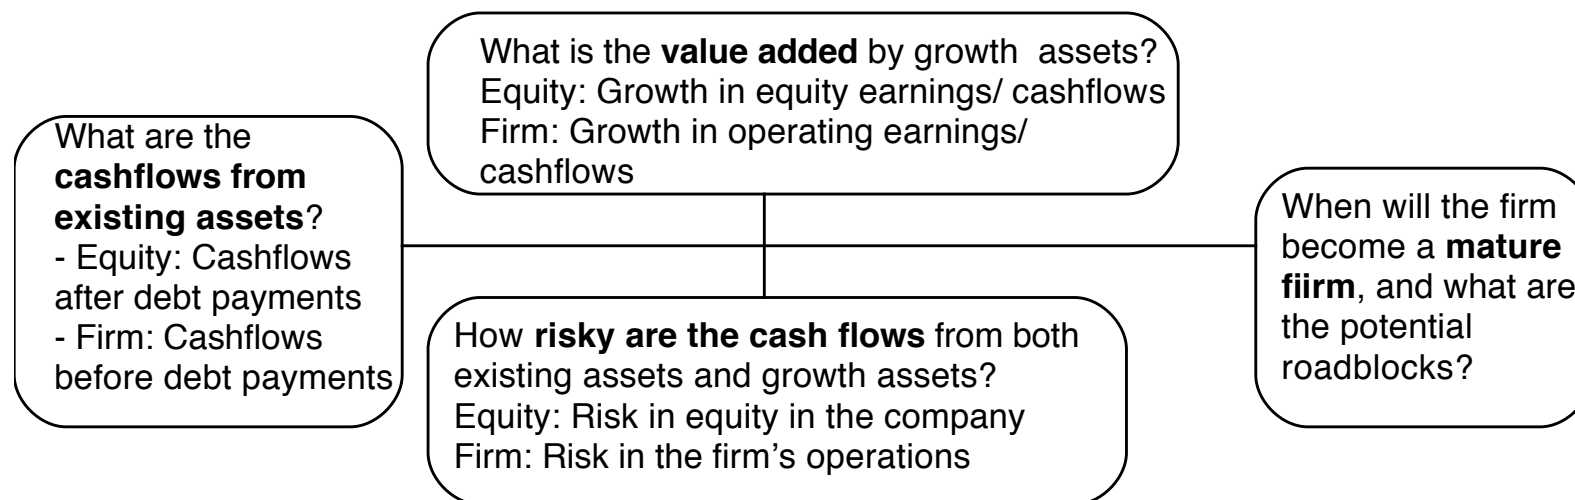 What is the value added by growth assets?
Equity: Growth in equity earnings/ cashflows
Firm: Growth in operating earnings/
cashflows
What are the
cashflows from
existing assets?
- Equity: Cashflows
after debt payments
- Firm: Cashflows
before debt payments
When will the firm
become a mature
fiirm, and what are
the potential
roadblocks?
How risky are the cash flows from both
existing assets and growth assets?
Equity: Risk in equity in the company
Firm: Risk in the firm’s operations